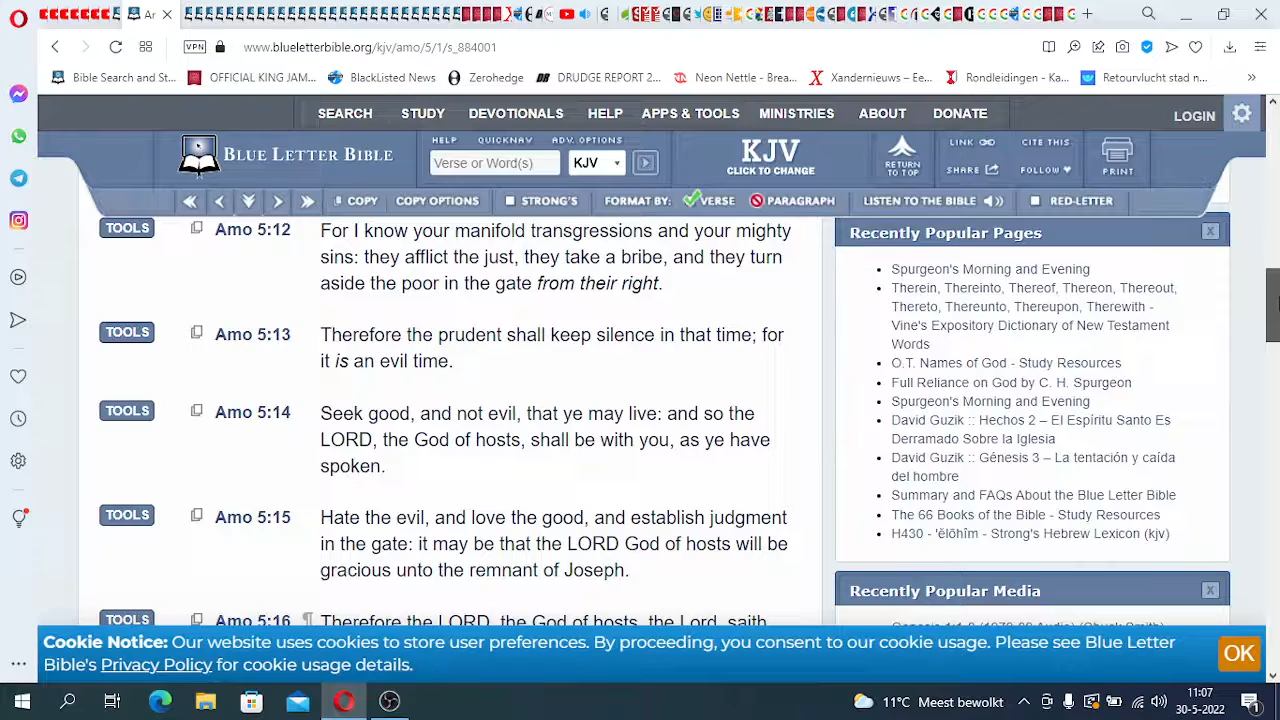 Ar
www.blueletterbible.org/kjv/amo/5/1/s_884001
VPN
Bible Search and St...
OFFICIAL KING JAM...
BlackListed News
Zerohedge
DRUDGE REPORT 2...
Neon Nettle - Brea...
Xandernieuws – Ee...
Rondleidingen - Ka...
Retourvlucht stad n...
SEARCH STUDY DEVOTIONALS HELP APPS & TOOLS MINISTRIES ABOUT DONATE
LOGIN
BLUE LETTER BIBLE
HELP QUICKNAV ADV. OPTIONS
Verse or Word(s)
KJV
KJV
CLICK TO CHANGE
RETURN
TO TOP
LINK
CITE THIS
SHARE
FOLLOW
PRINT
COPY COPY OPTIONS STRONG'S FORMAT BY: VERSE PARAGRAPH LISTEN TO THE BIBLE RED-LETTER
TOOLS Amo 5:12 For I know your manifold transgressions and your mighty
sins: they afflict the just, they take a bribe, and they turn
aside the poor in the gate from their right.
TOOLS Amo 5:13 Therefore the prudent shall keep silence in that time; for
it is an evil time.
TOOLS Amo 5:14 Seek good, and not evil, that ye may live: and so the
LORD, the God of hosts, shall be with you, as ye have
spoken.
TOOLS Amo 5:15 Hate the evil, and love the good, and establish judgment
in the gate: it may be that the LORD God of hosts will be
gracious unto the remnant of Joseph.
TOOLS Amo 5:16 ¶ Therefore the LORD, the God of hosts, the Lord, saith
Recently Popular Pages
X
Spurgeon's Morning and Evening
Therein, Thereinto, Thereof, Thereon, Thereout,
Thereto, Thereunto, Thereupon, Therewith -
Vine's Expository Dictionary of New Testament
Words
O.T. Names of God - Study Resources
Full Reliance on God by C. H. Spurgeon
Spurgeon's Morning and Evening
David Guzik :: Hechos 2 – El Espíritu Santo Es
Derramado Sobre la Iglesia
David Guzik :: Génesis 3 – La tentación y caída
del hombre
Summary and FAQs About the Blue Letter Bible
The 66 Books of the Bible - Study Resources
H430 - 'ĕlōhîm - Strong's Hebrew Lexicon (kjv)
Recently Popular Media
X
Cookie Notice: Our website uses cookies to store user preferences. By proceeding, you consent to our cookie usage. Please see Blue Letter
Bible's Privacy Policy for cookie usage details.
OK
11°C Meest bewolkt
11:07
30-5-2022
1